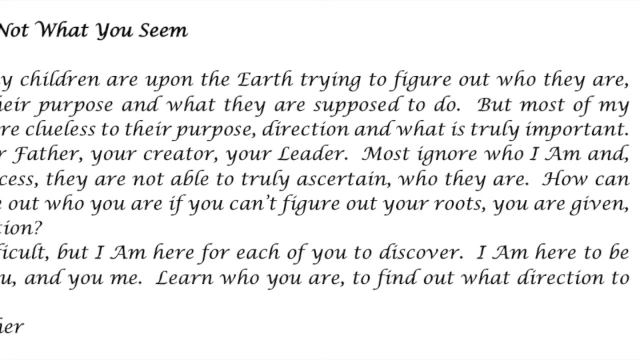 Not What You Seem
y children are upon the Earth trying to figure out who they are,
heir purpose and what they are supposed to do. But most of my
re clueless to their purpose, direction and what is truly important.
r Father, your creator, your Leader. Most ignore who I Am and,
cess, they are not able to truly ascertain, who they are. How can
e out who you are if you can't figure out your roots, you are given,
tion?
ficult, but I Am here for each of you to discover. I Am here to be
u, and you me. Learn who you are, to find out what direction to
her